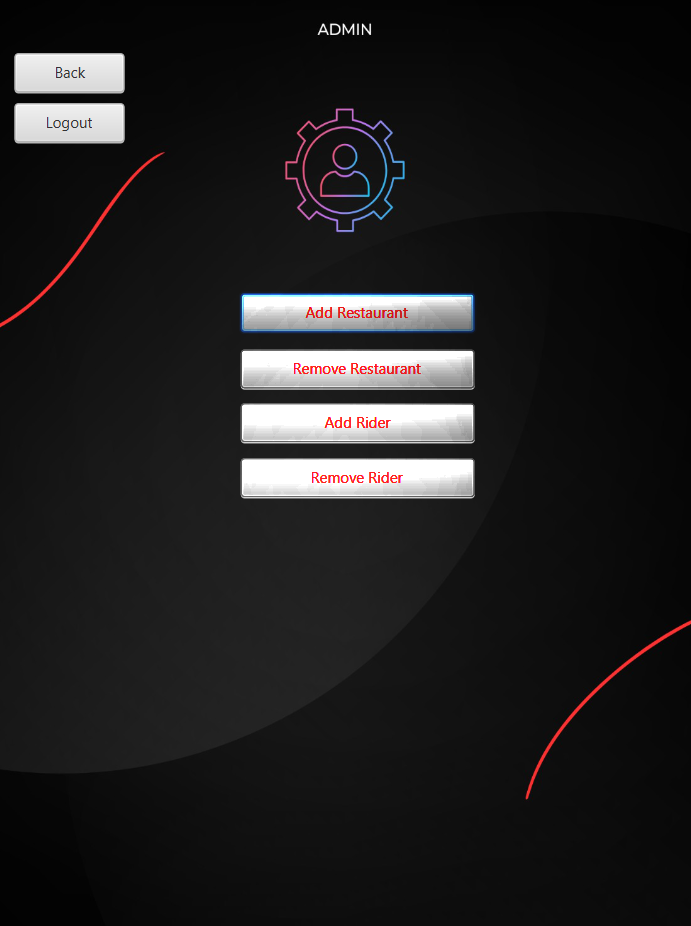 ADMIN
Back
Logout
Add Restaurant
Remove Restaurant
Add Rider
Remove Rider